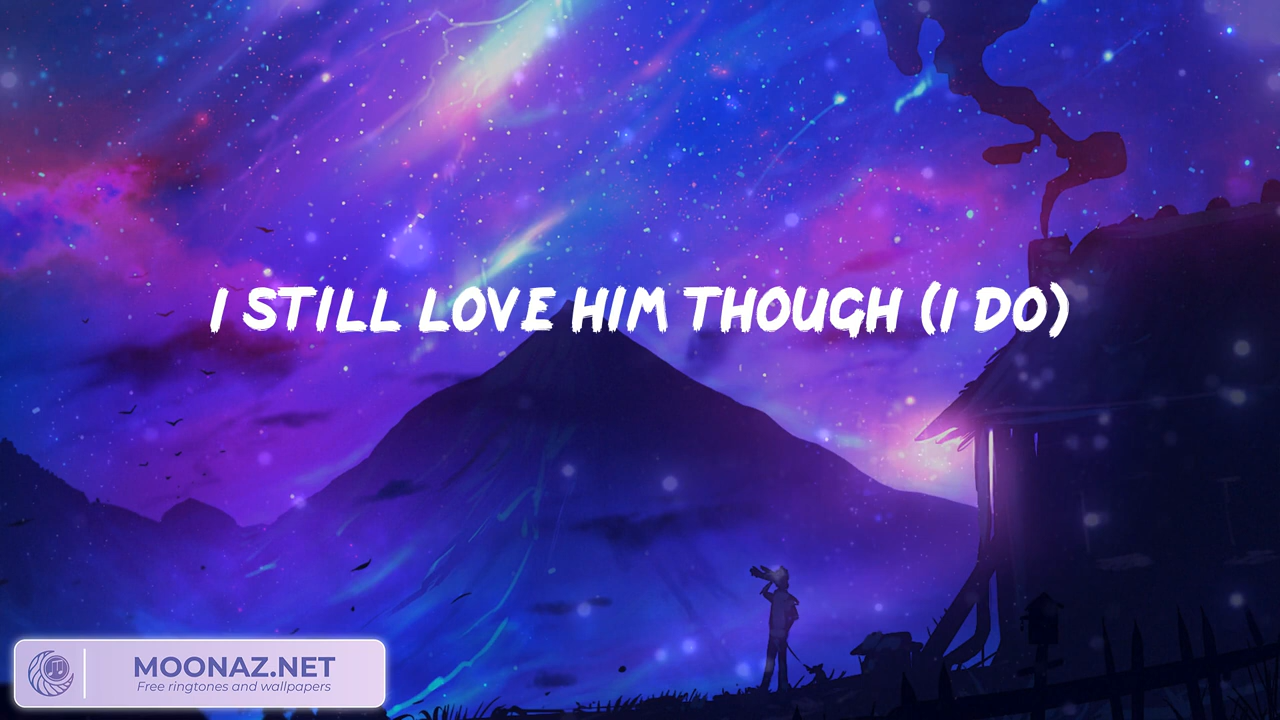 I STILL LOVE HIM THOUGH (I DO)
MOONAZ.NET
Free ringtones and wallpapers